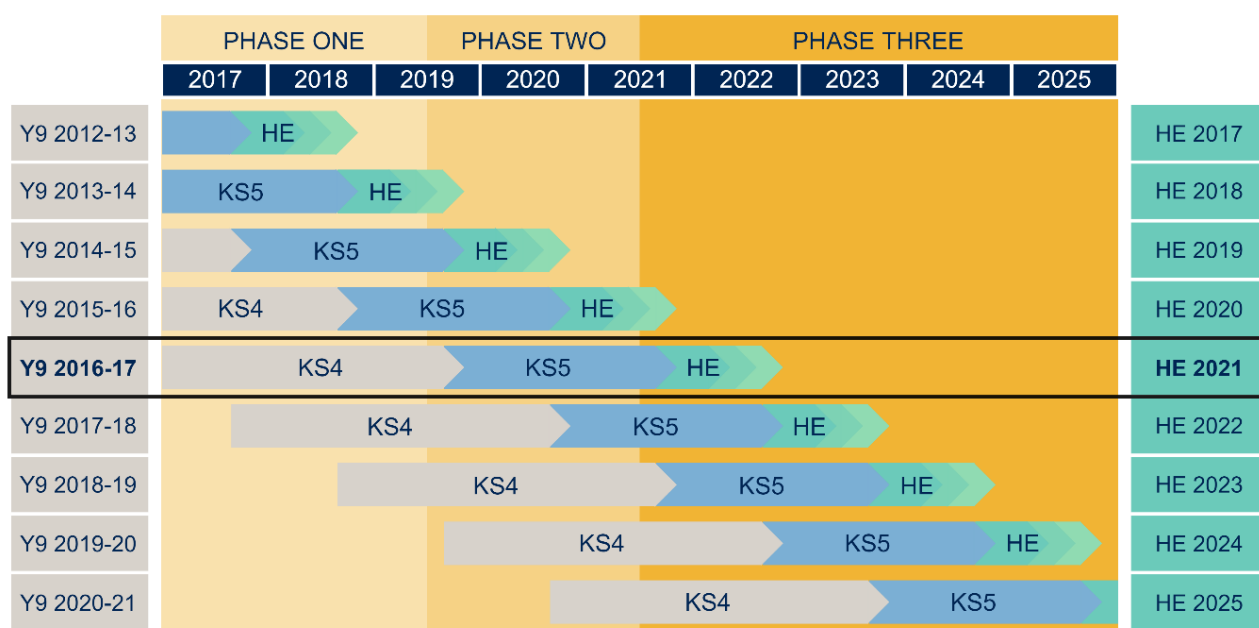 PHASE ONE PHASE TWO PHASE THREE
2017 2018 2019 2020 2021 2022 2023 2024 2025
Y9 2012-13 HE HE 2017
Y9 2013-14 KS5 HE HE 2018
Y9 2014-15 KS5 HE HE 2019
Y9 2015-16 KS4 KS5 HE HE 2020
Y9 2016-17 KS4 KS5 HE HE 2021
Y9 2017-18 KS4 KS5 HE HE 2022
Y9 2018-19 KS4 KS5 HE HE 2023
Y9 2019-20 KS4 KS5 HE HE 2024
Y9 2020-21 KS4 KS5 HE 2025